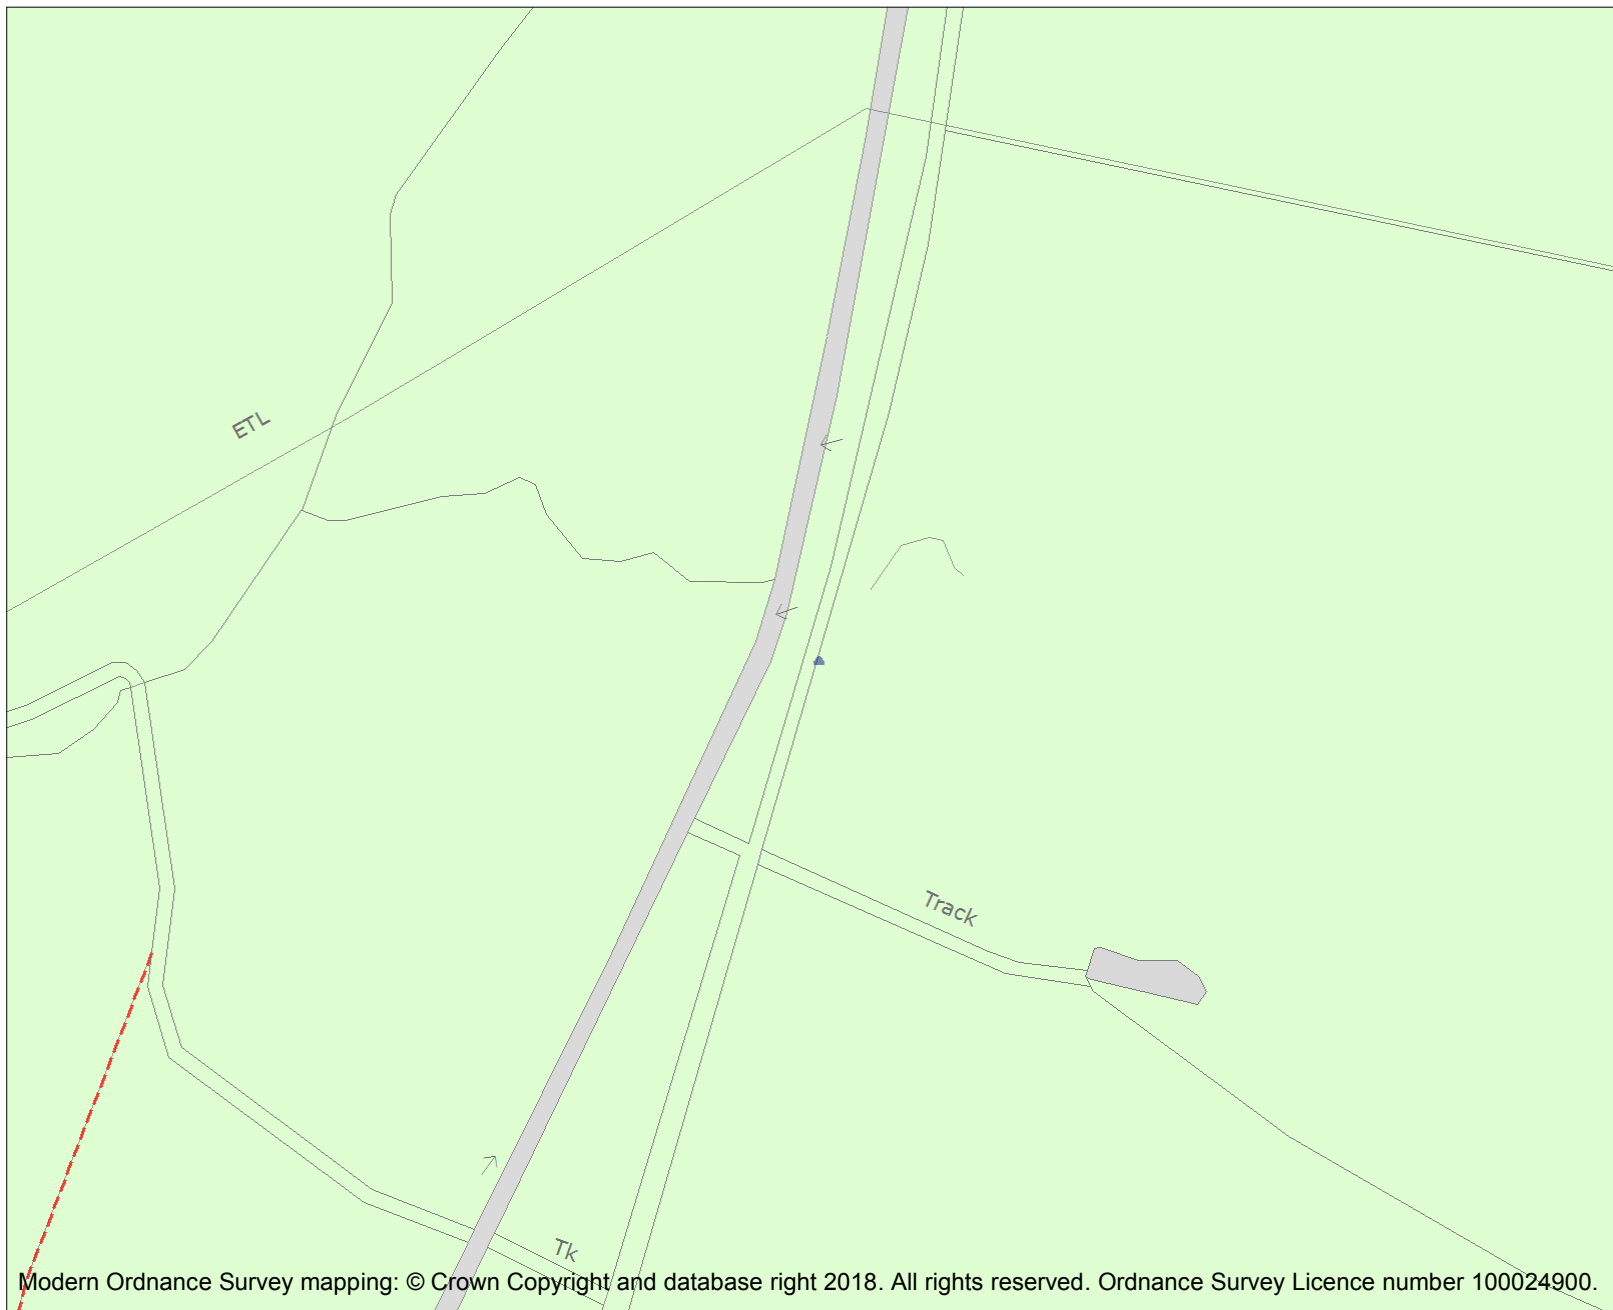 ETL
Track
Tk
Modern Ordnance Survey mapping: © Crown Copyright and database right 2018. All rights reserved. Ordnance Survey Licence number 100024900.